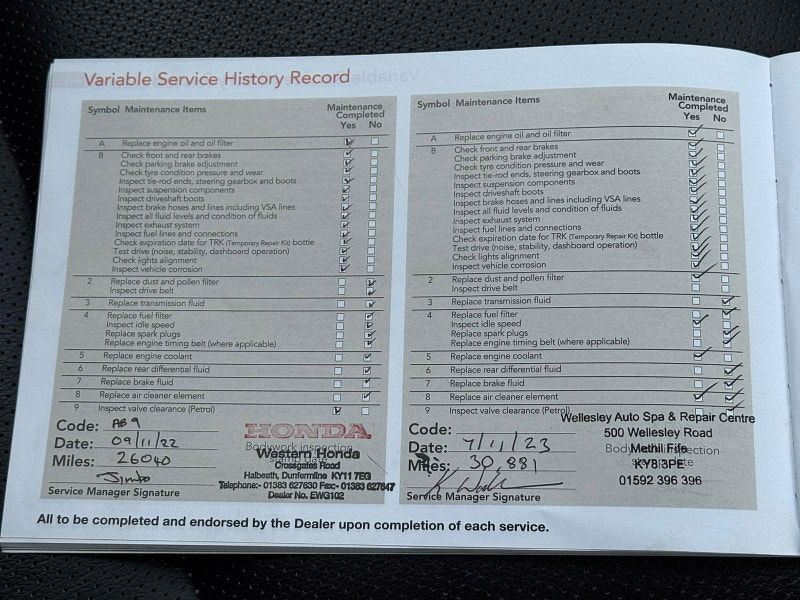 Variable Service History Record
Symbol Maintenance Items
Maintenance
Completed
Yes No
A Replace engine oil and oil filter
B Check front and rear brakes
Check parking brake adjustment
Check tyre condition pressure and wear
Inspect tie-rod ends, steering gearbox and boots
Inspect suspension components
Inspect driveshaft boots
Inspect brake hoses and lines including VSA lines
Inspect all fluid levels and condition of fluids
Inspect exhaust system
Inspect fuel lines and connections
Check expiration date for TRK (Temporary Repair Kit) bottle
Test drive (noise, stability, dashboard operation)
Check lights alignment
Inspect vehicle corrosion
2 Replace dust and pollen filter
Inspect drive belt
3 Replace transmission fluid
4 Replace fuel filter
Inspect idle speed
Replace spark plugs
Replace engine timing belt (where applicable)
5 Replace engine coolant
6 Replace rear differential fluid
7 Replace brake fluid
8 Replace air cleaner element
9 Inspect valve clearance (Petrol)
Code: AB9
Date: 09/11/22
Miles: 26040
Service Manager Signature
HONDA
Bodywork inspection
Western Honda
Crossgates Road
Halbeath, Dunfermline KY11 7EG
Telephone:- 01383 627630 Fax:- 01383 627647
Dealer No. EWG102
Symbol Maintenance Items
Maintenance
Completed
Yes No
A Replace engine oil and oil filter
B Check front and rear brakes
Check parking brake adjustment
Check tyre condition pressure and wear
Inspect tie-rod ends, steering gearbox and boots
Inspect suspension components
Inspect driveshaft boots
Inspect brake hoses and lines including VSA lines
Inspect all fluid levels and condition of fluids
Inspect exhaust system
Inspect fuel lines and connections
Check expiration date for TRK (Temporary Repair Kit) bottle
Test drive (noise, stability, dashboard operation)
Check lights alignment
Inspect vehicle corrosion
2 Replace dust and pollen filter
Inspect drive belt
3 Replace transmission fluid
4 Replace fuel filter
Inspect idle speed
Replace spark plugs
Replace engine timing belt (where applicable)
5 Replace engine coolant
6 Replace rear differential fluid
7 Replace brake fluid
8 Replace air cleaner element
9 Inspect valve clearance (Petrol)
Code:
Date: 7/11/23
Miles: 30,881
Service Manager Signature
Wellesley Auto Spa & Repair Centre
500 Wellesley Road
Methil Fife
KY8 3PE
01592 396 396
All to be completed and endorsed by the Dealer upon completion of each service.